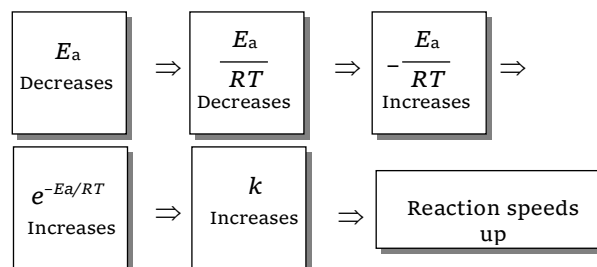 Eₐ ⇒ Eₐ/RT ⇒ –Eₐ/RT ⇒
Decreases Decreases Increases
e^–Ea/RT ⇒ k ⇒ Reaction speeds
Increases Increases up